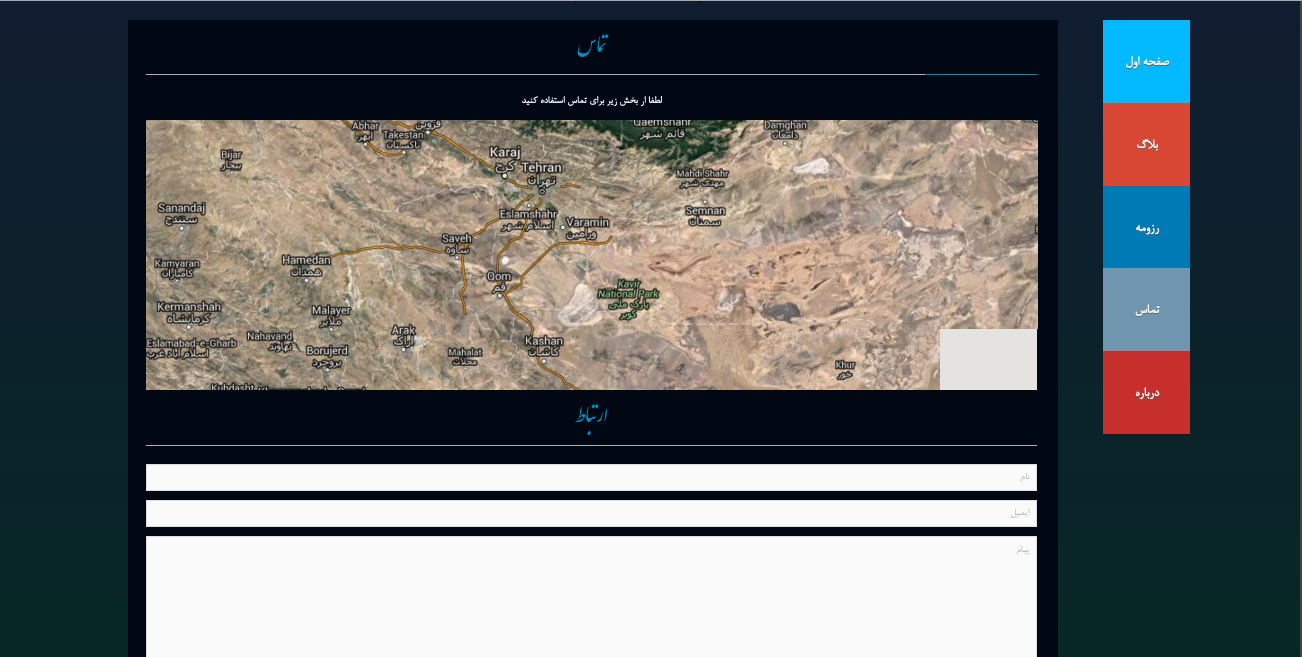 تماس
لطفا از بخش زیر برای تماس استفاده کنید
Abhar
ابهر
Takestan
تاکستان
قزوین
Qaemshahr
قائم شهر
Damghan
دامغان
Bijar
بیجار
Karaj
کرج
Tehran
تهران
Mahdi Shahr
مهدی شهر
Sanandaj
سنندج
Eslamshahr
اسلام شهر
Varamin
ورامین
Semnan
سمنان
Saveh
ساوه
Kamyaran
کامیاران
Hamedan
همدان
Qom
قم
Kavir
National Park
پارک ملی
کویر
Kermanshah
کرمانشاه
Malayer
ملایر
Nahavand
نهاوند
Arak
اراک
Eslamabad-e-Gharb
اسلام آباد غرب
Borujerd
بروجرد
Mahalat
محلات
Kashan
کاشان
Khur
خور
Kuhdasht
ارتباط
نام
ایمیل
پیام
صفحه اول
بلاگ
رزومه
تماس
درباره